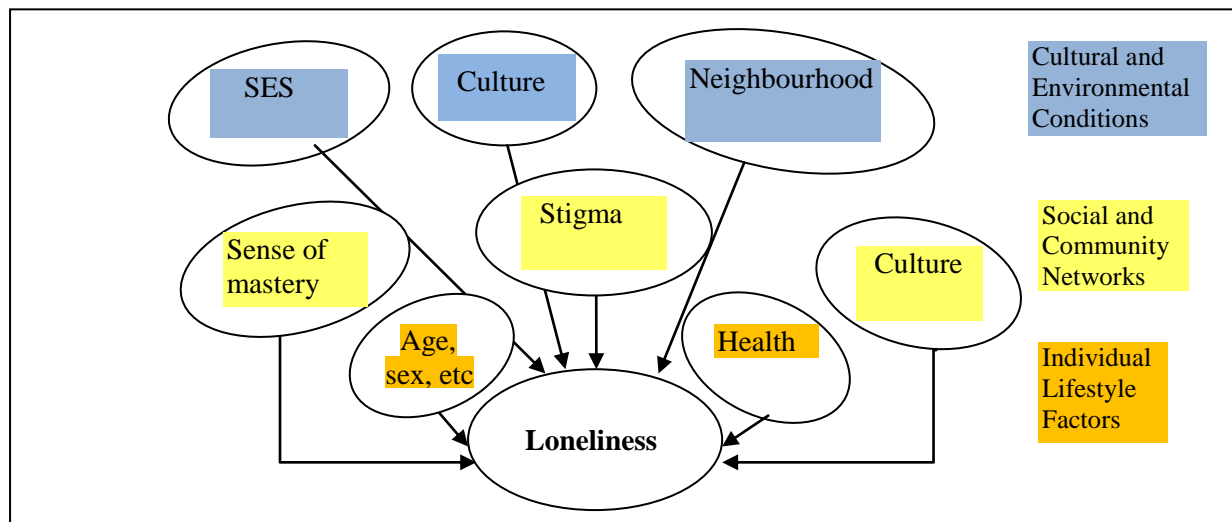 SES
Culture
Neighbourhood
Cultural and
Environmental
Conditions
Stigma
Sense of
mastery
Culture
Social and
Community
Networks
Age,
sex, etc
Health
Individual
Lifestyle
Factors
Loneliness